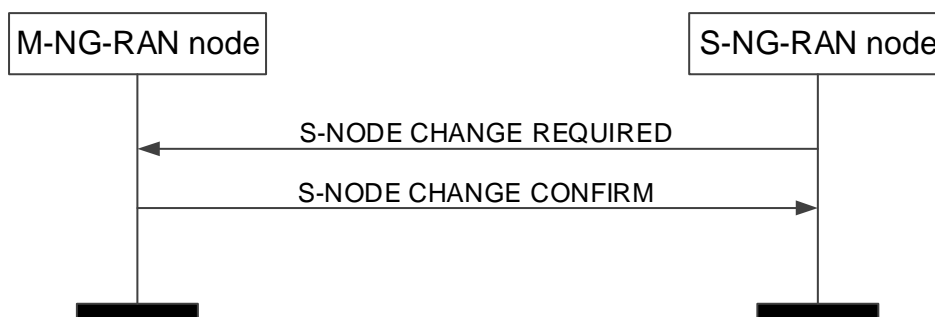 M-NG-RAN node
S-NG-RAN node
S-NODE CHANGE REQUIRED
S-NODE CHANGE CONFIRM